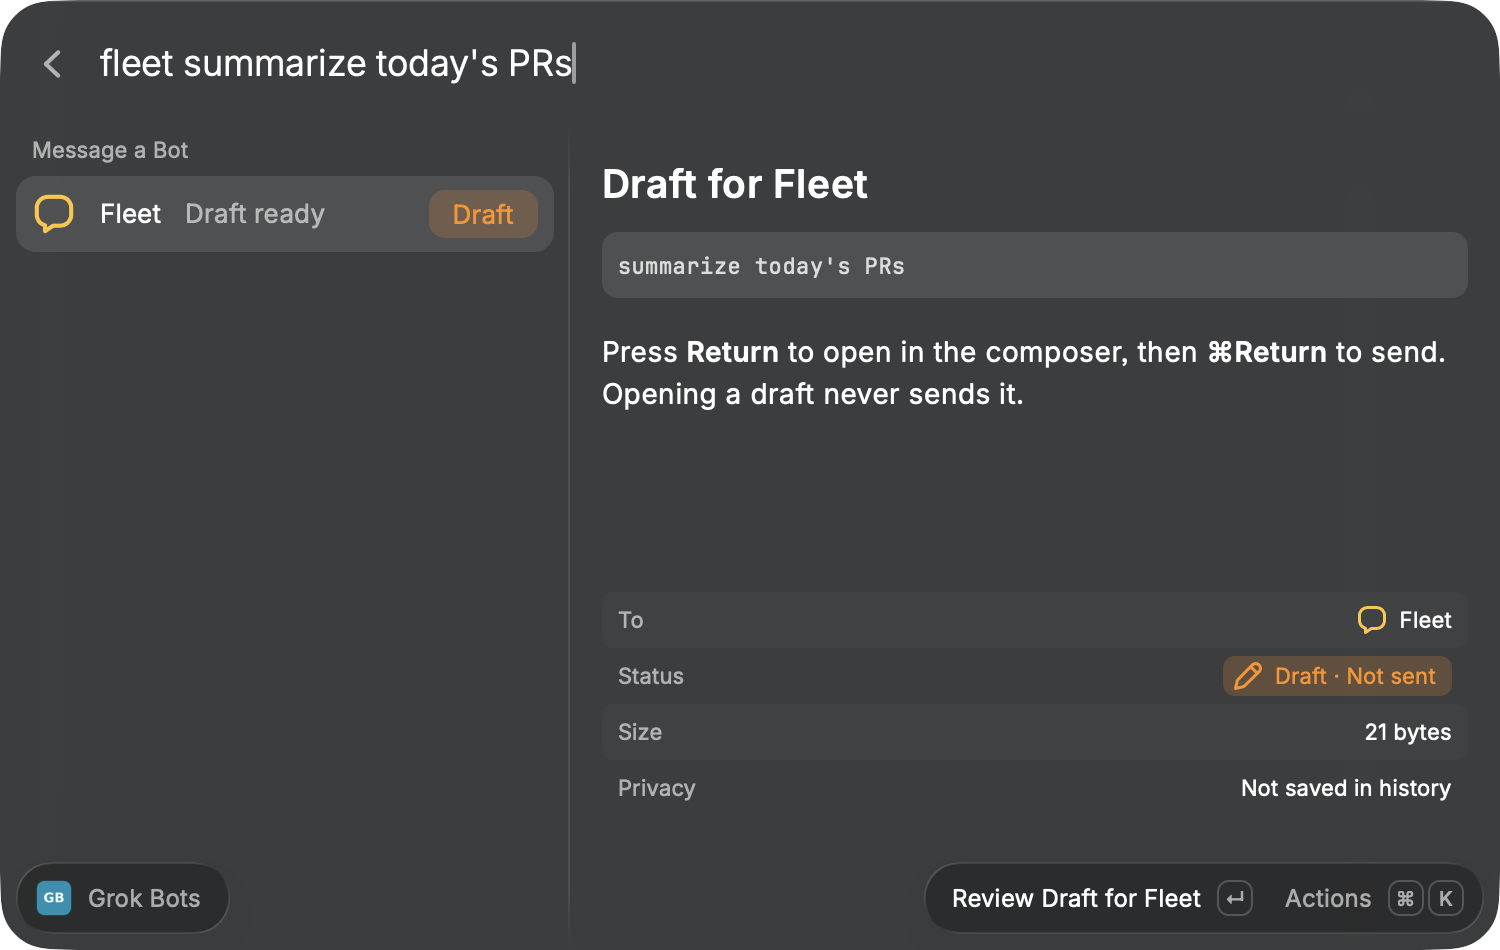 fleet summarize today's PRs
Message a Bot
Fleet Draft ready Draft
Draft for Fleet
summarize today's PRs
Press Return to open in the composer, then ⌘Return to send.
Opening a draft never sends it.
To Fleet
Status Draft · Not sent
Size 21 bytes
Privacy Not saved in history
GB Grok Bots
Review Draft for Fleet ↵ Actions ⌘ K